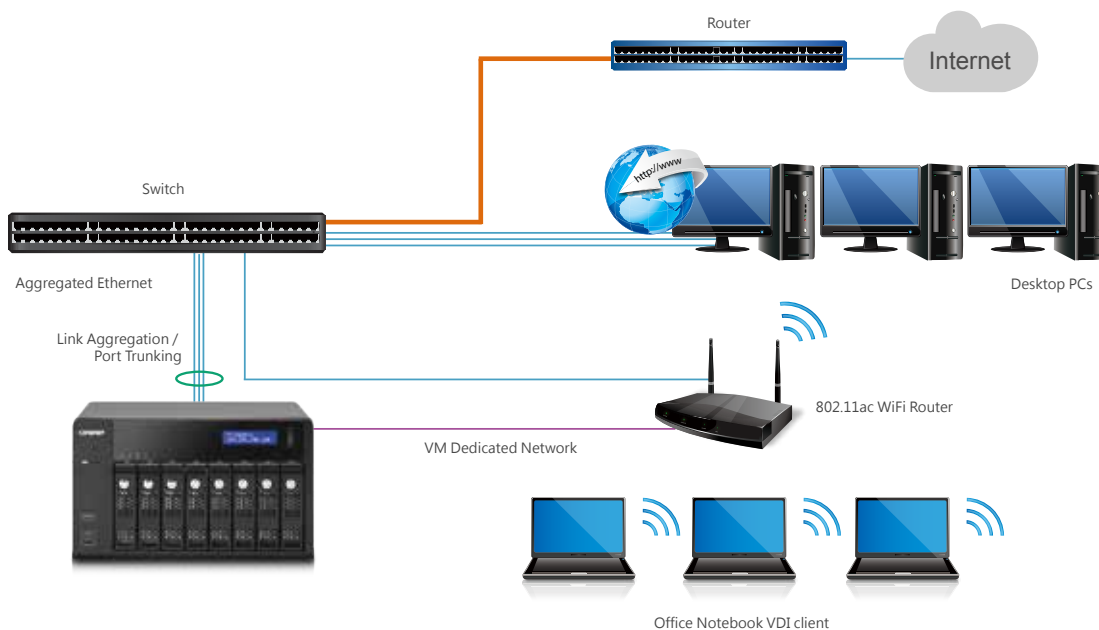 Router
Internet
http://www
Switch
Aggregated Ethernet
Desktop PCs
Link Aggregation /
Port Trunking
802.11ac WiFi Router
VM Dedicated Network
Office Notebook VDI client